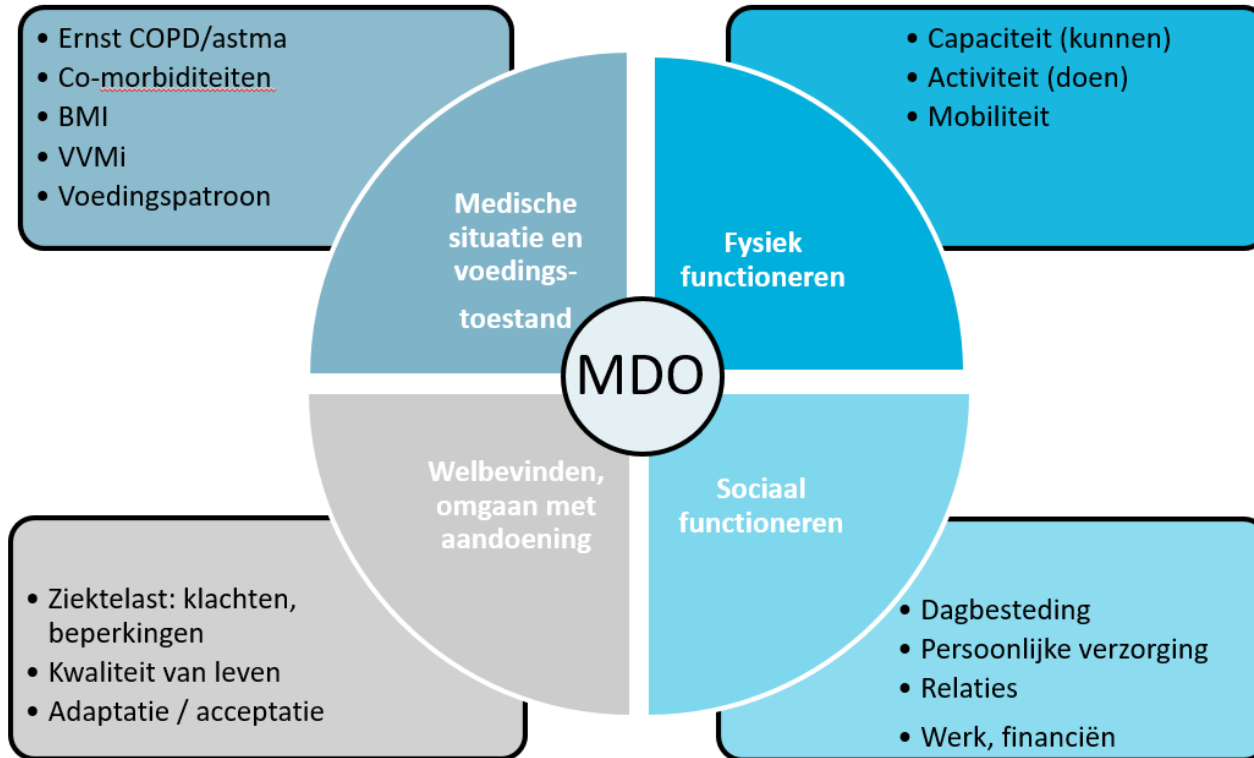 • Ernst COPD/astma
• Co-morbiditeiten
• BMI
• VVMi
• Voedingspatroon
• Capaciteit (kunnen)
• Activiteit (doen)
• Mobiliteit
Medische
situatie en
voedings-
toestand
Fysiek
functioneren
MDO
Welbevinden,
omgaan met
aandoening
Sociaal
functioneren
• Ziektelast: klachten,
beperkingen
• Kwaliteit van leven
• Adaptatie / acceptatie
• Dagbesteding
• Persoonlijke verzorging
• Relaties
• Werk, financiën